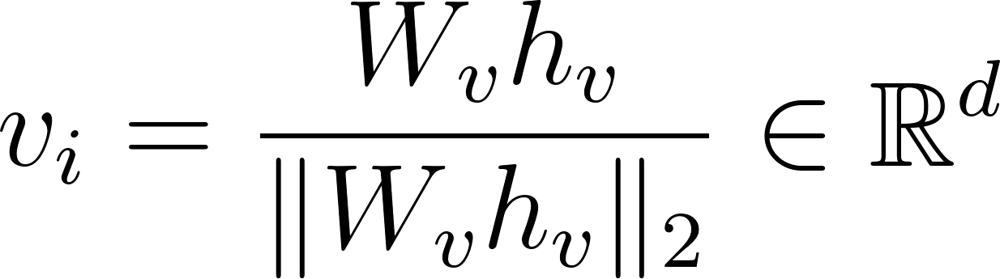 v_i = \frac{W_v h_v}{\|W_v h_v\|_2} \in \mathbb{R}^d